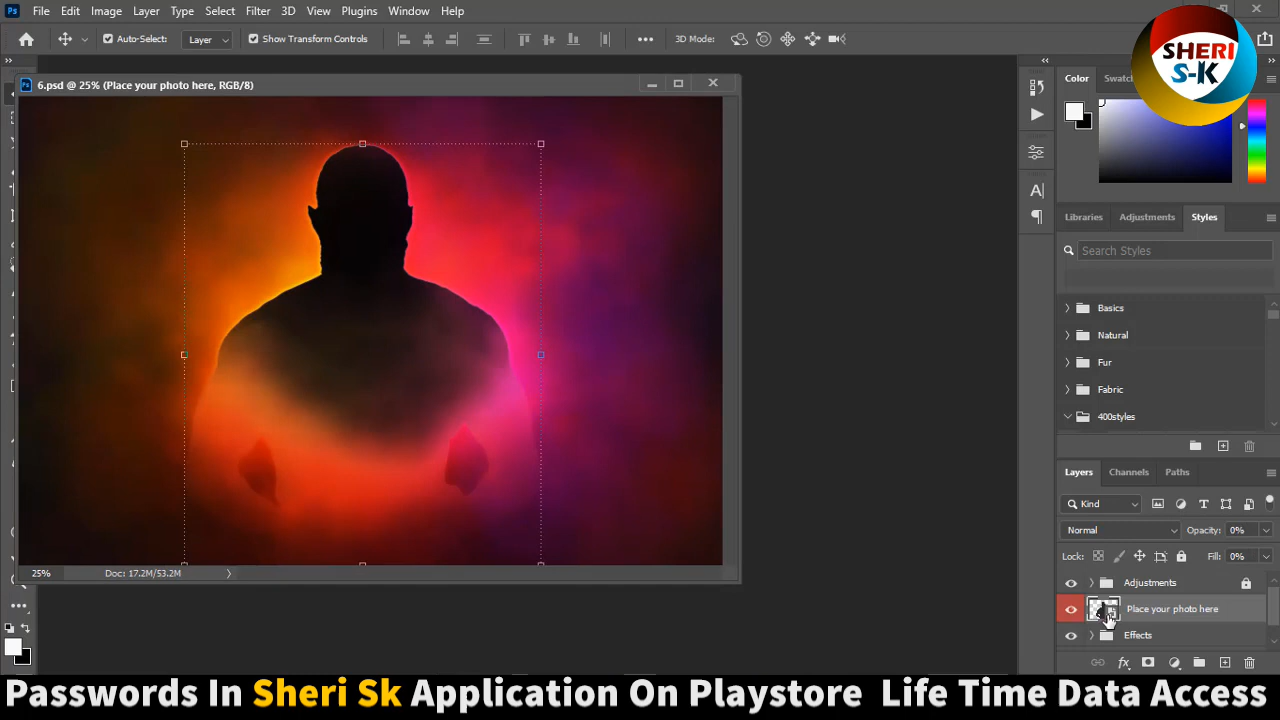 Ps File Edit Image Layer Type Select Filter 3D View Plugins Window Help
Auto-Select: Layer Show Transform Controls 3D Mode:
SHERI
S-K
6.psd @ 25% (Place your photo here, RGB/8)
Color
Libraries Adjustments Styles
Search Styles
Basics
Natural
Fur
Fabric
400styles
Layers Channels Paths
Kind
Normal Opacity: 0%
Lock: Fill: 0%
Adjustments
Place your photo here
Effects
25% Doc: 17.2M/53.2M
Passwords In Sheri Sk Application On Playstore Life Time Data Access